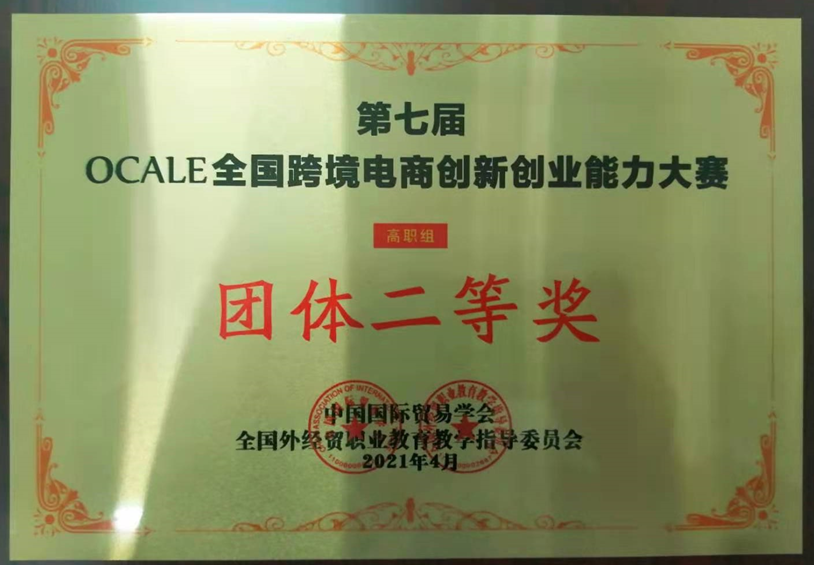 第七届
OCALE全国跨境电商创新创业能力大赛
高职组
团体二等奖
中国国际贸易学会
全国外经贸职业教育教学指导委员会
2021年4月